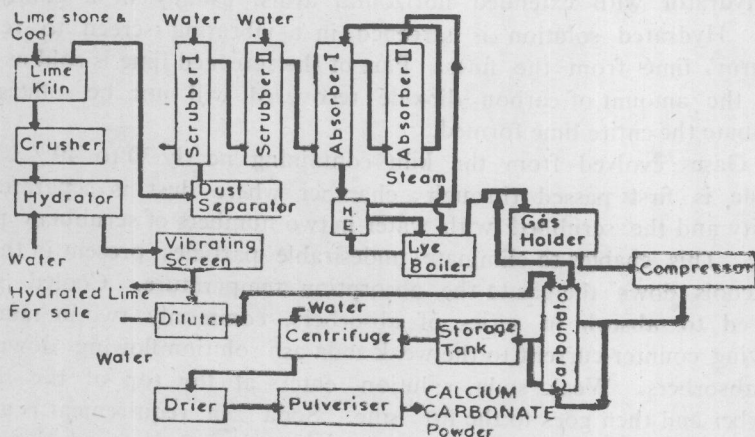 Lime stone &
Coal
Water
Water
Lime
Kiln
Scrubber I
Scrubber II
Absorber I
Absorber II
Crusher
Hydrator
Dust
Separator
Steam
H.E
Gas
Holder
Water
Vibrating
Screen
Lye
Boiler
Compressor
Hydrated Lime
For sale
Diluter
Water
Centrifuge
Storage
Tank
Carbonator
Water
Drier
Pulveriser
CALCIUM
CARBONATE
Powder